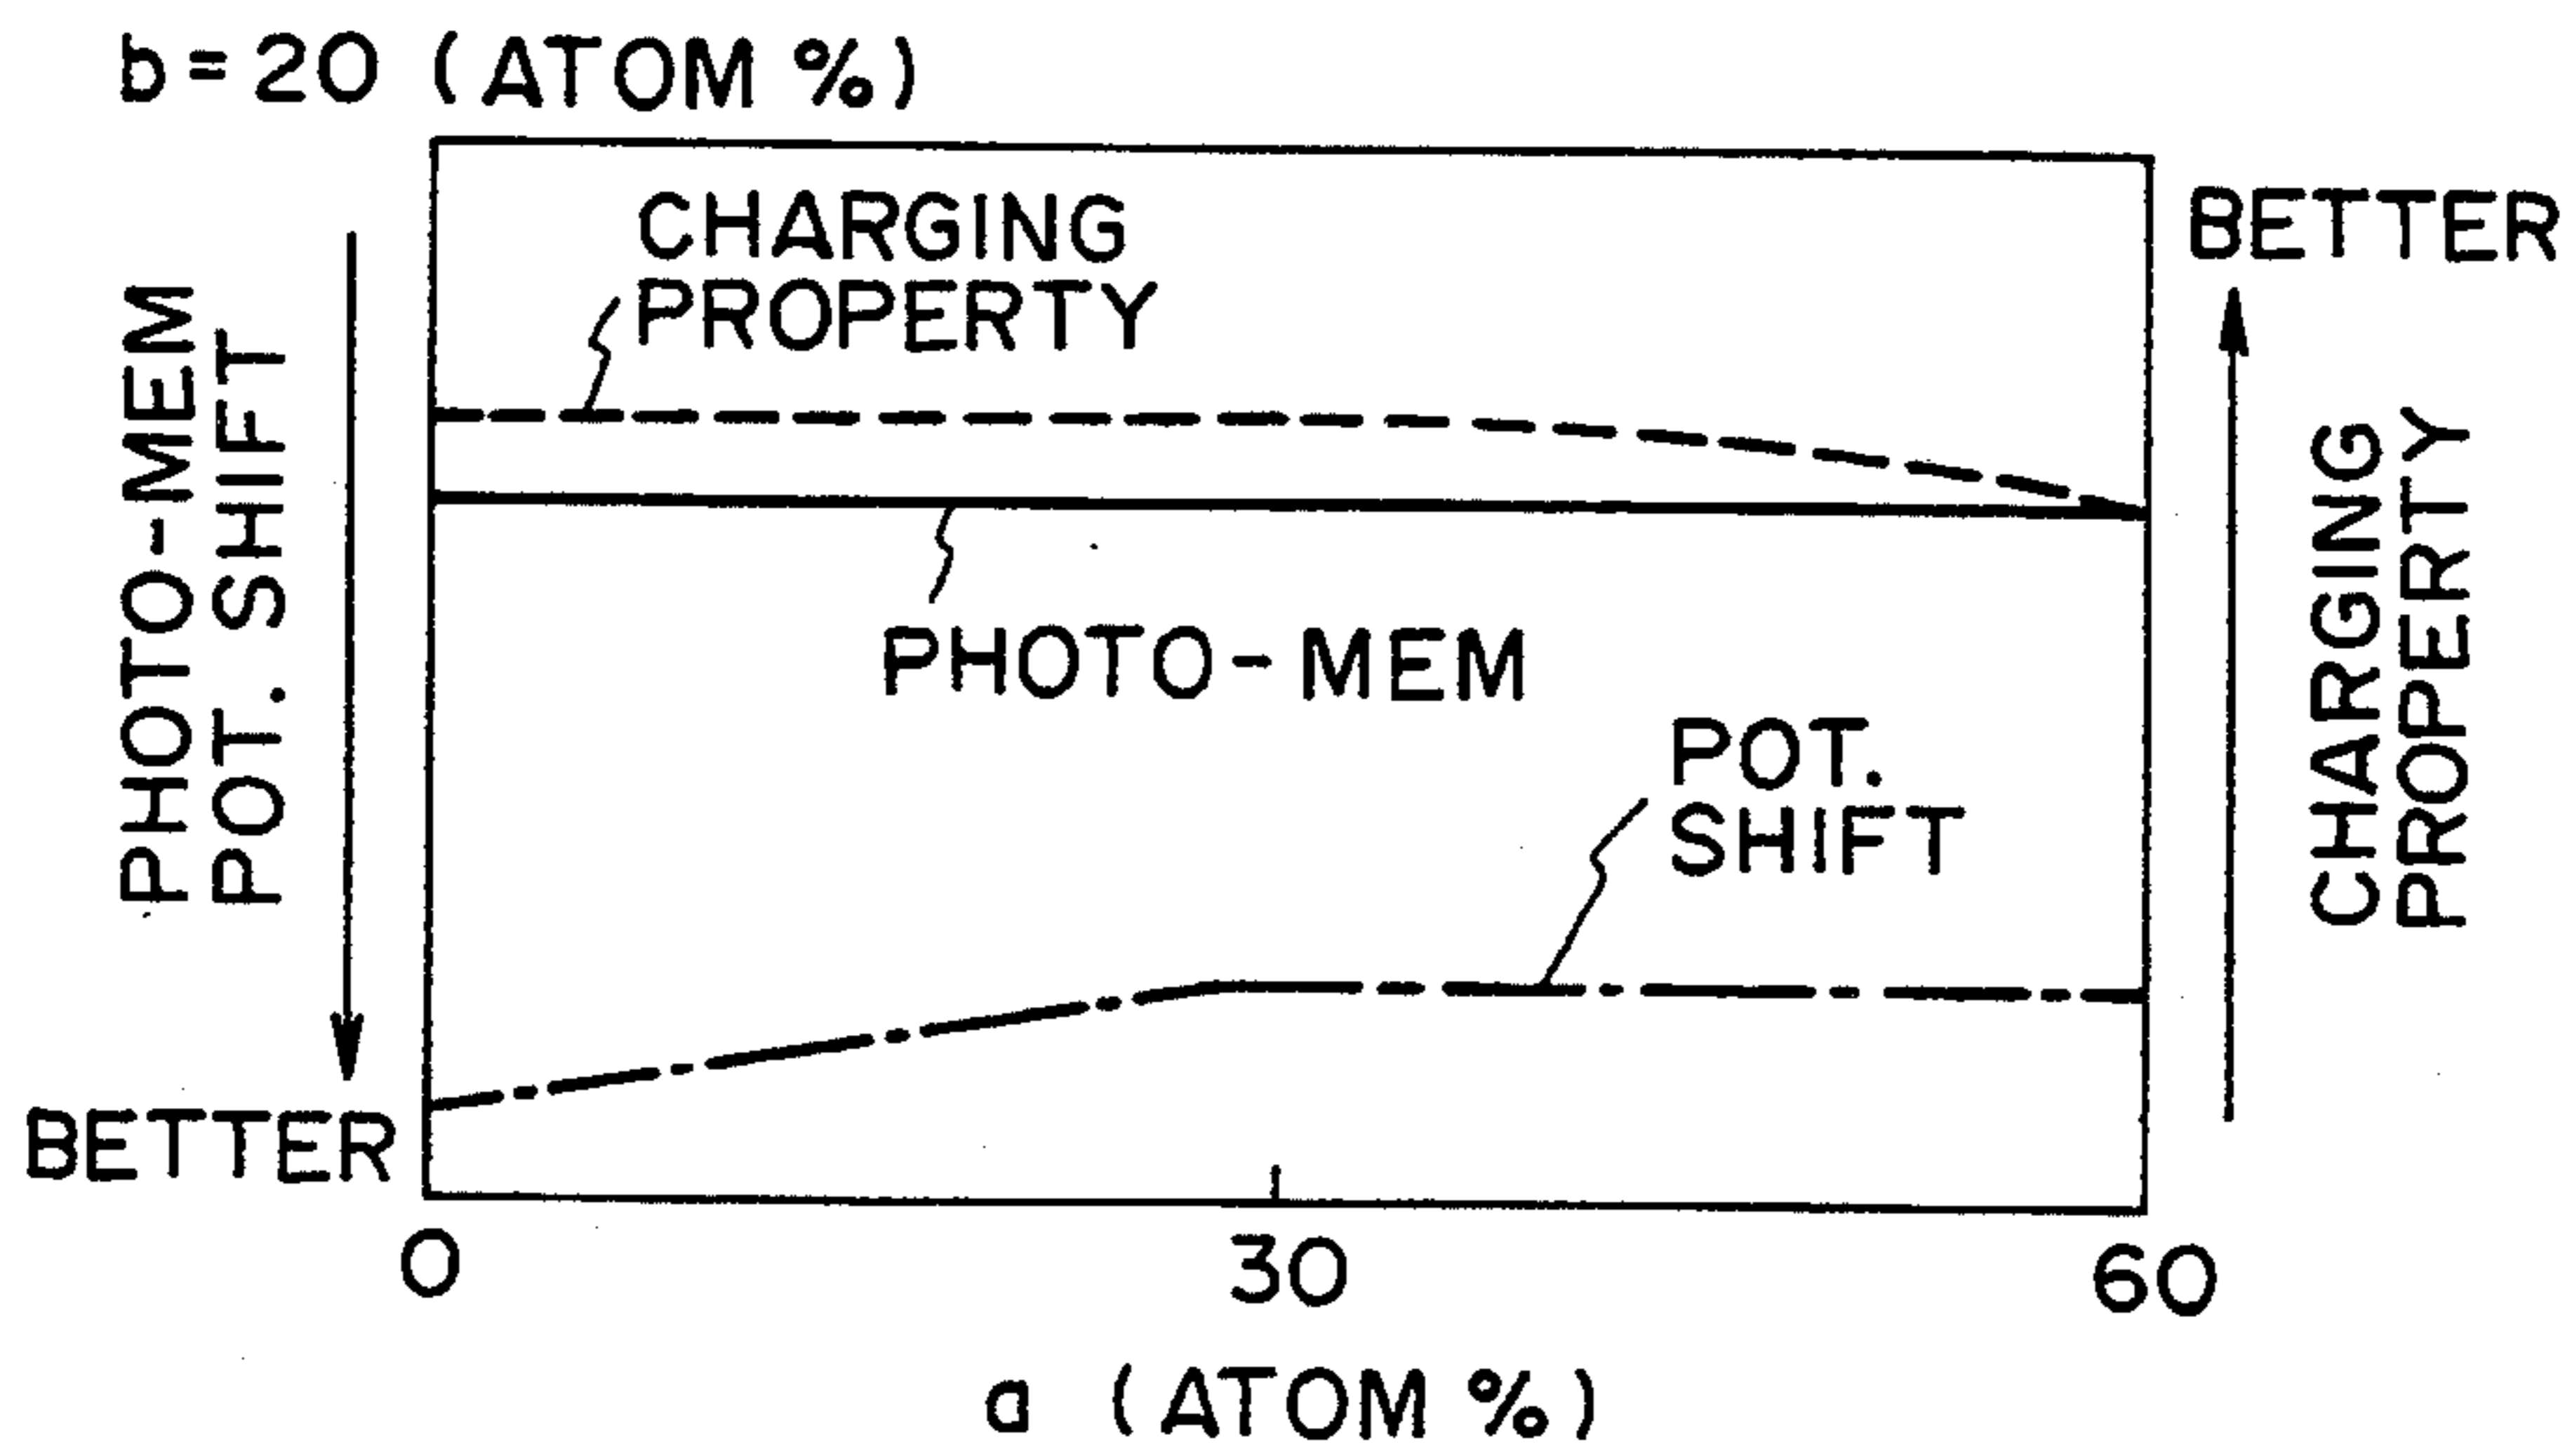 b=20 (ATOM %)
CHARGING
PROPERTY
BETTER
PHOTO-MEM
POT. SHIFT
PHOTO-MEM
POT.
SHIFT
CHARGING
PROPERTY
BETTER
0 30 60
a (ATOM %)